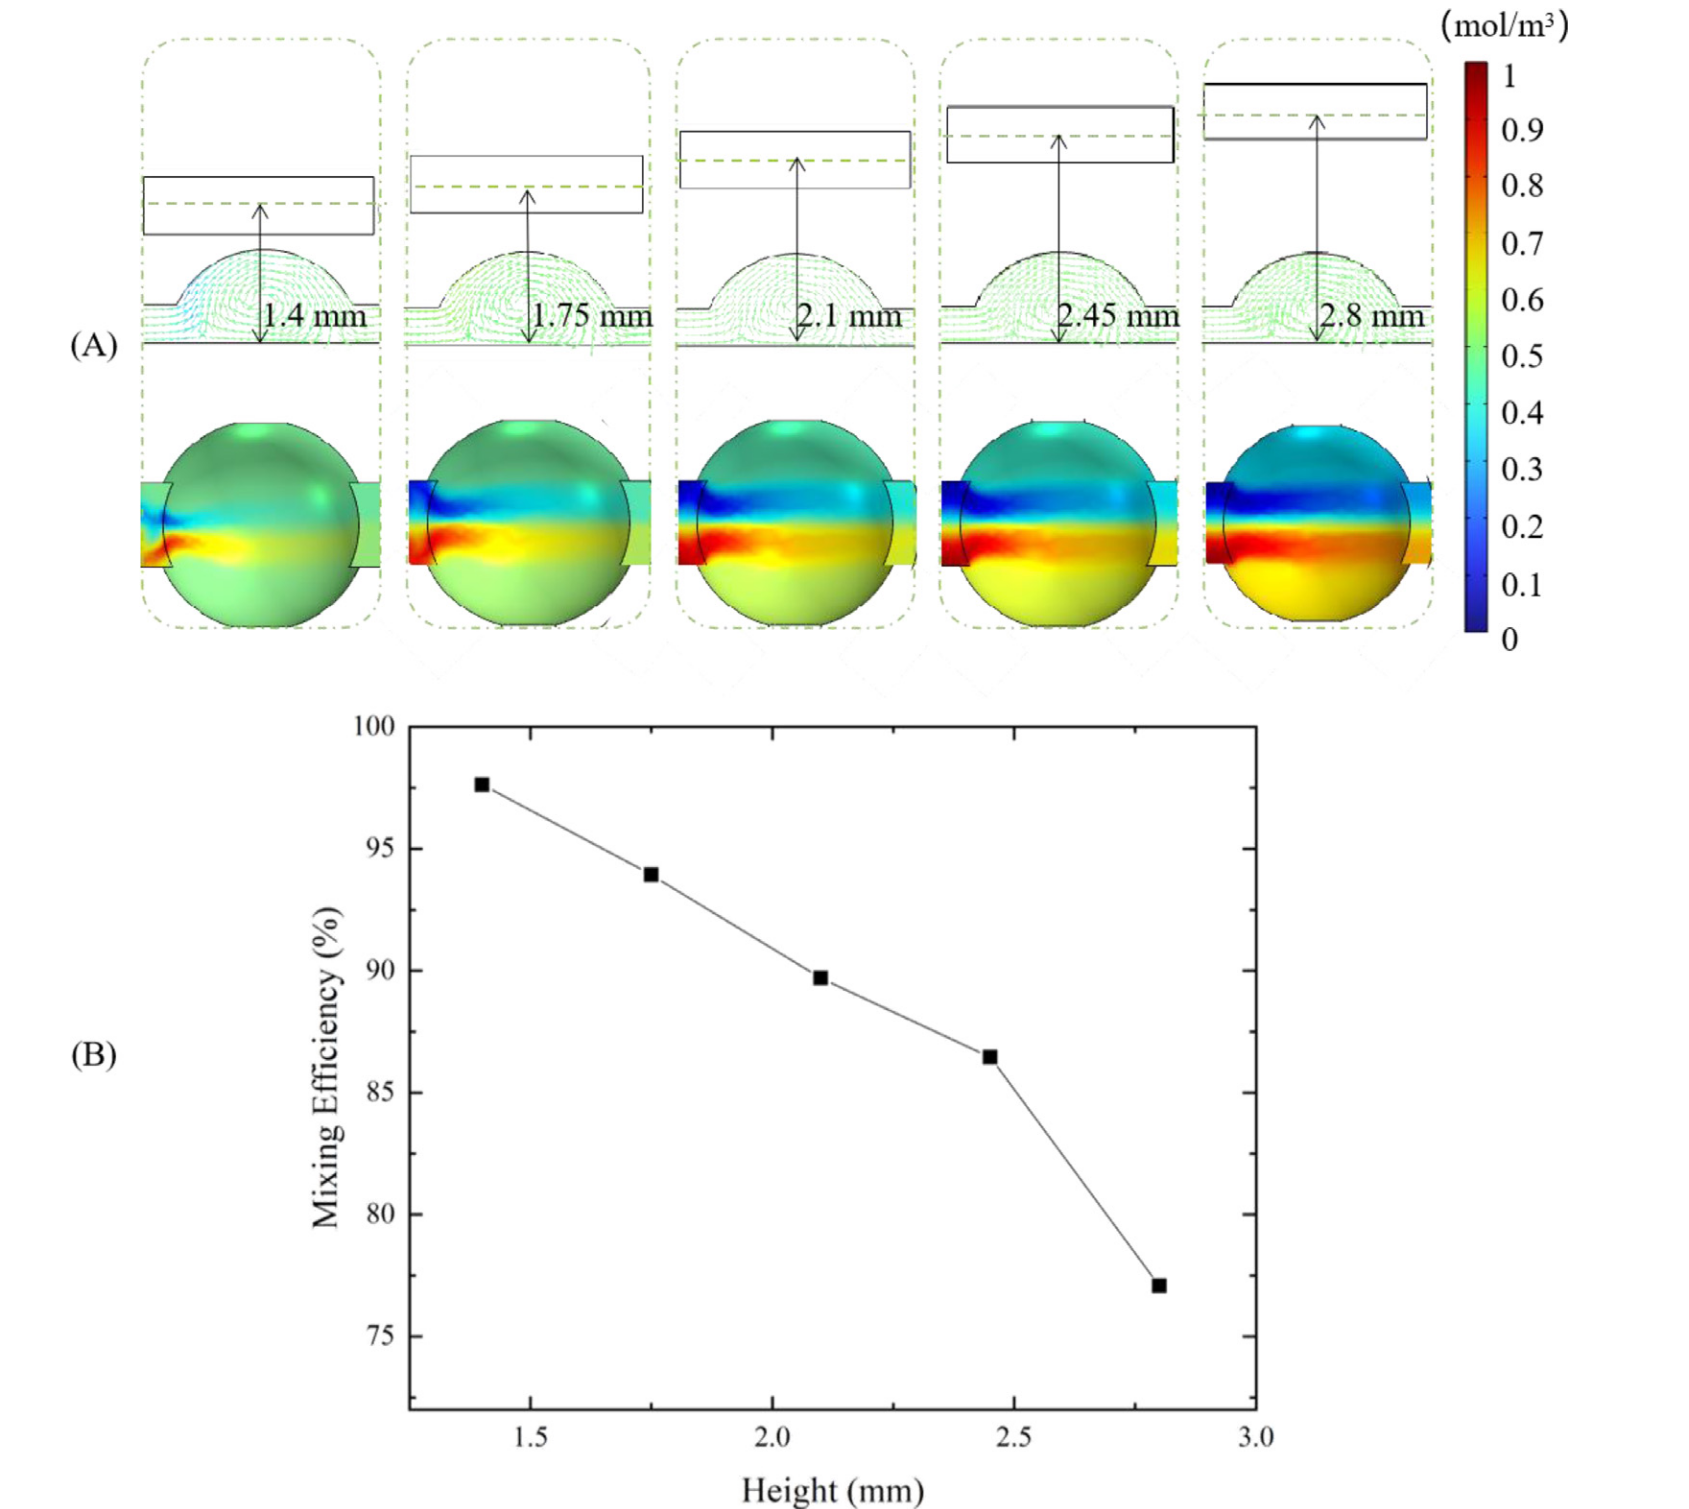 (mol/m³)
1
0.9
0.8
0.7
0.6
0.5
0.4
0.3
0.2
0.1
0
(A)
1.4 mm
1.75 mm
2.1 mm
2.45 mm
2.8 mm
(B)
Mixing Efficiency (%)
100
95
90
85
80
75
1.5
2.0
2.5
3.0
Height (mm)